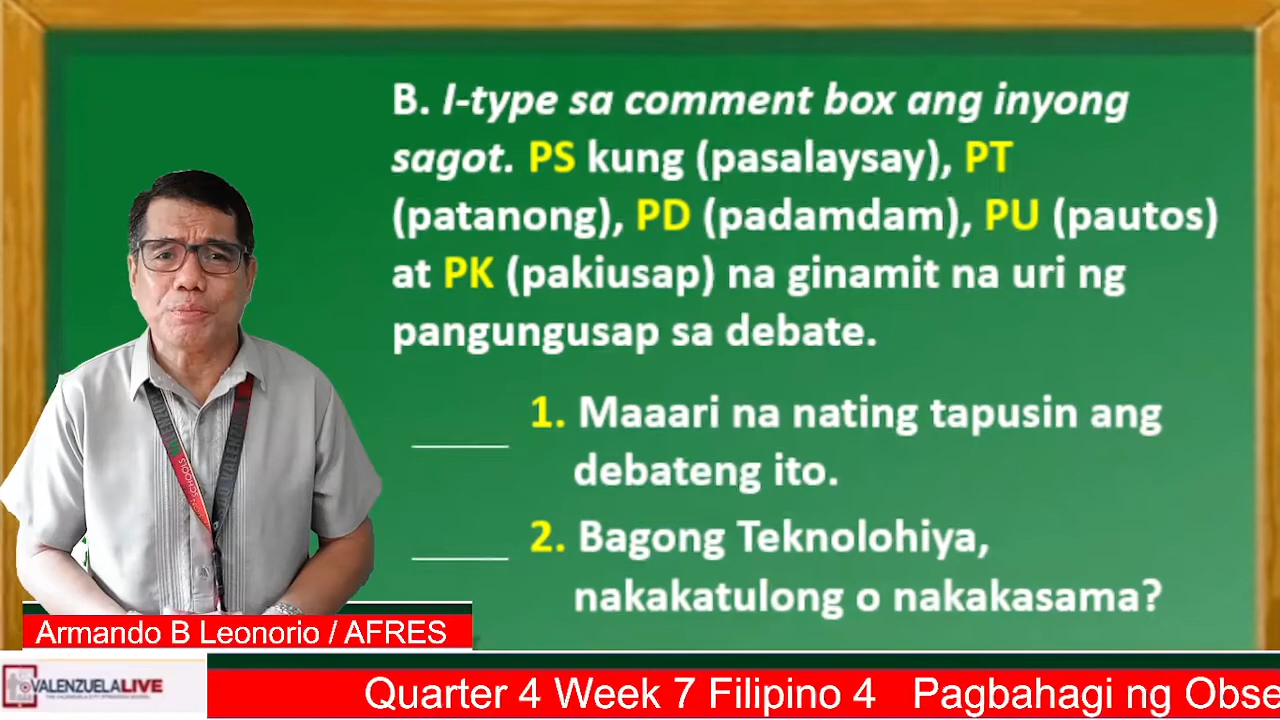 B. I-type sa comment box ang inyong
sagot. PS kung (pasalaysay), PT
(patanong), PD (padamdam), PU (pautos)
at PK (pakiusap) na ginamit na uri ng
pangungusap sa debate.
_____ 1. Maaari na nating tapusin ang
debateng ito.
_____ 2. Bagong Teknolohiya,
nakakatulong o nakakasama?
Armando B Leonorio / AFRES
VALENZUELALIVE
Quarter 4 Week 7 Filipino 4 Pagbahagi ng Obse